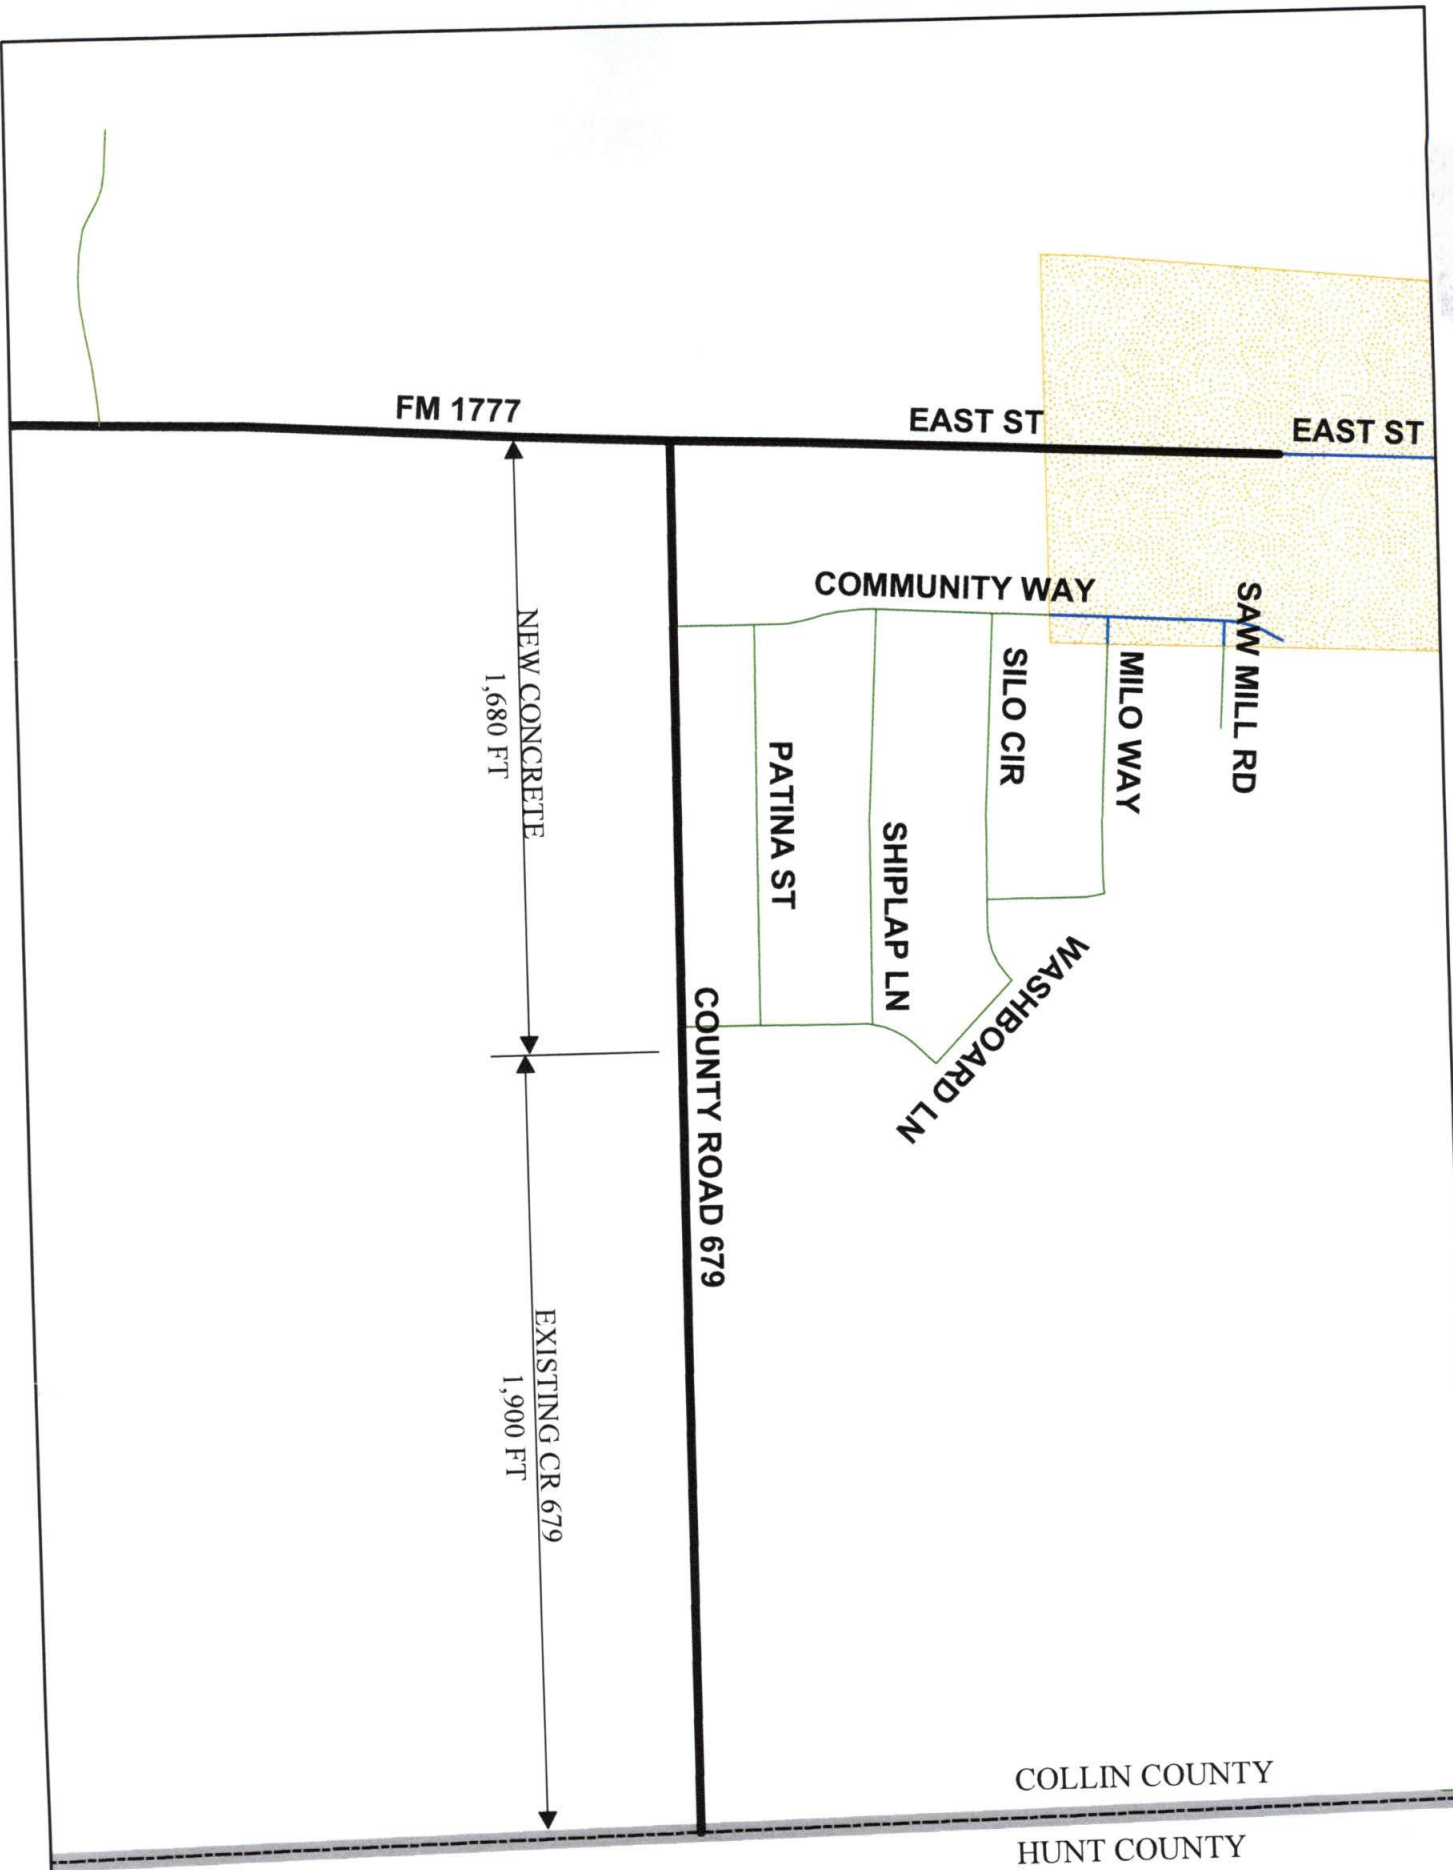 FM 1777
EAST ST
EAST ST
COMMUNITY WAY
SAW MILL RD
MILO WAY
SILO CIR
PATINA ST
SHIPLAP LN
WASHBOARD LN
NEW CONCRETE
1,680 FT
COUNTY ROAD 679
EXISTING CR 679
1,900 FT
COLLIN COUNTY
HUNT COUNTY